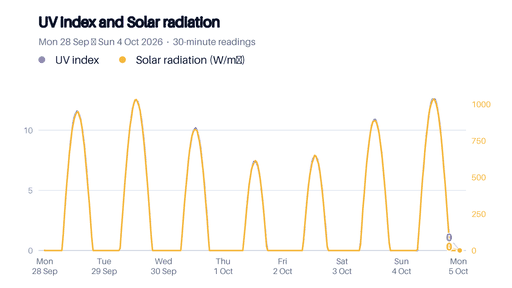 UV index and Solar radiation
Mon 28 Sep Sun 4 Oct 2026 · 30-minute readings
UV index Solar radiation (W/m)
1000
10 750
5 500
250
0 0
0 0
Mon Tue Wed Thu Fri Sat Sun Mon
28 Sep 29 Sep 30 Sep 1 Oct 2 Oct 3 Oct 4 Oct 5 Oct